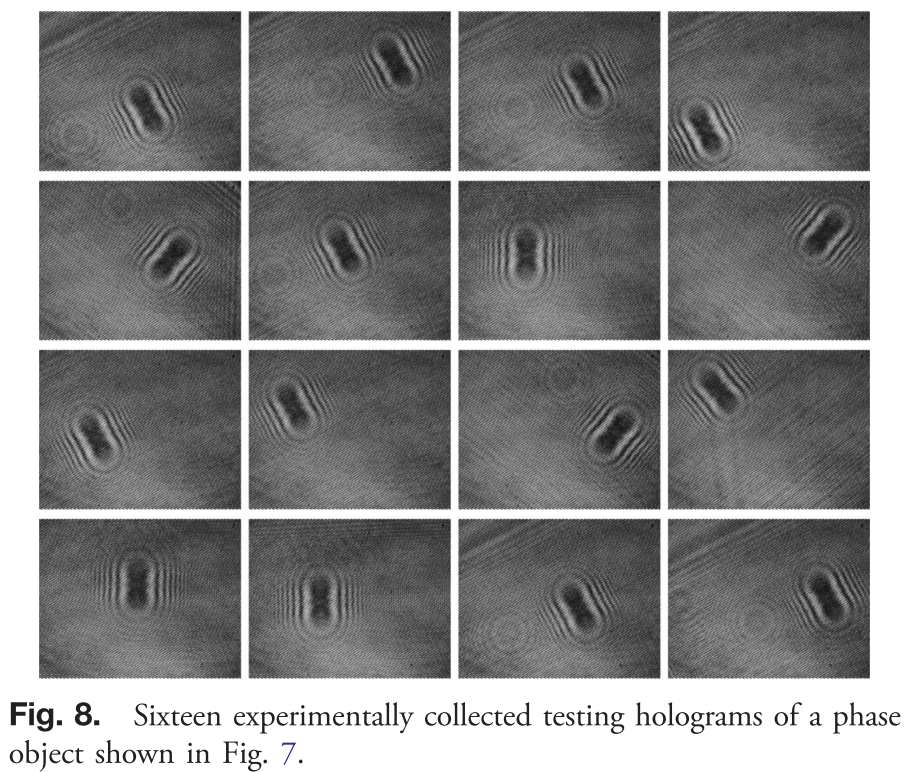 Fig. 8. Sixteen experimentally collected testing holograms of a phase
object shown in Fig. 7.